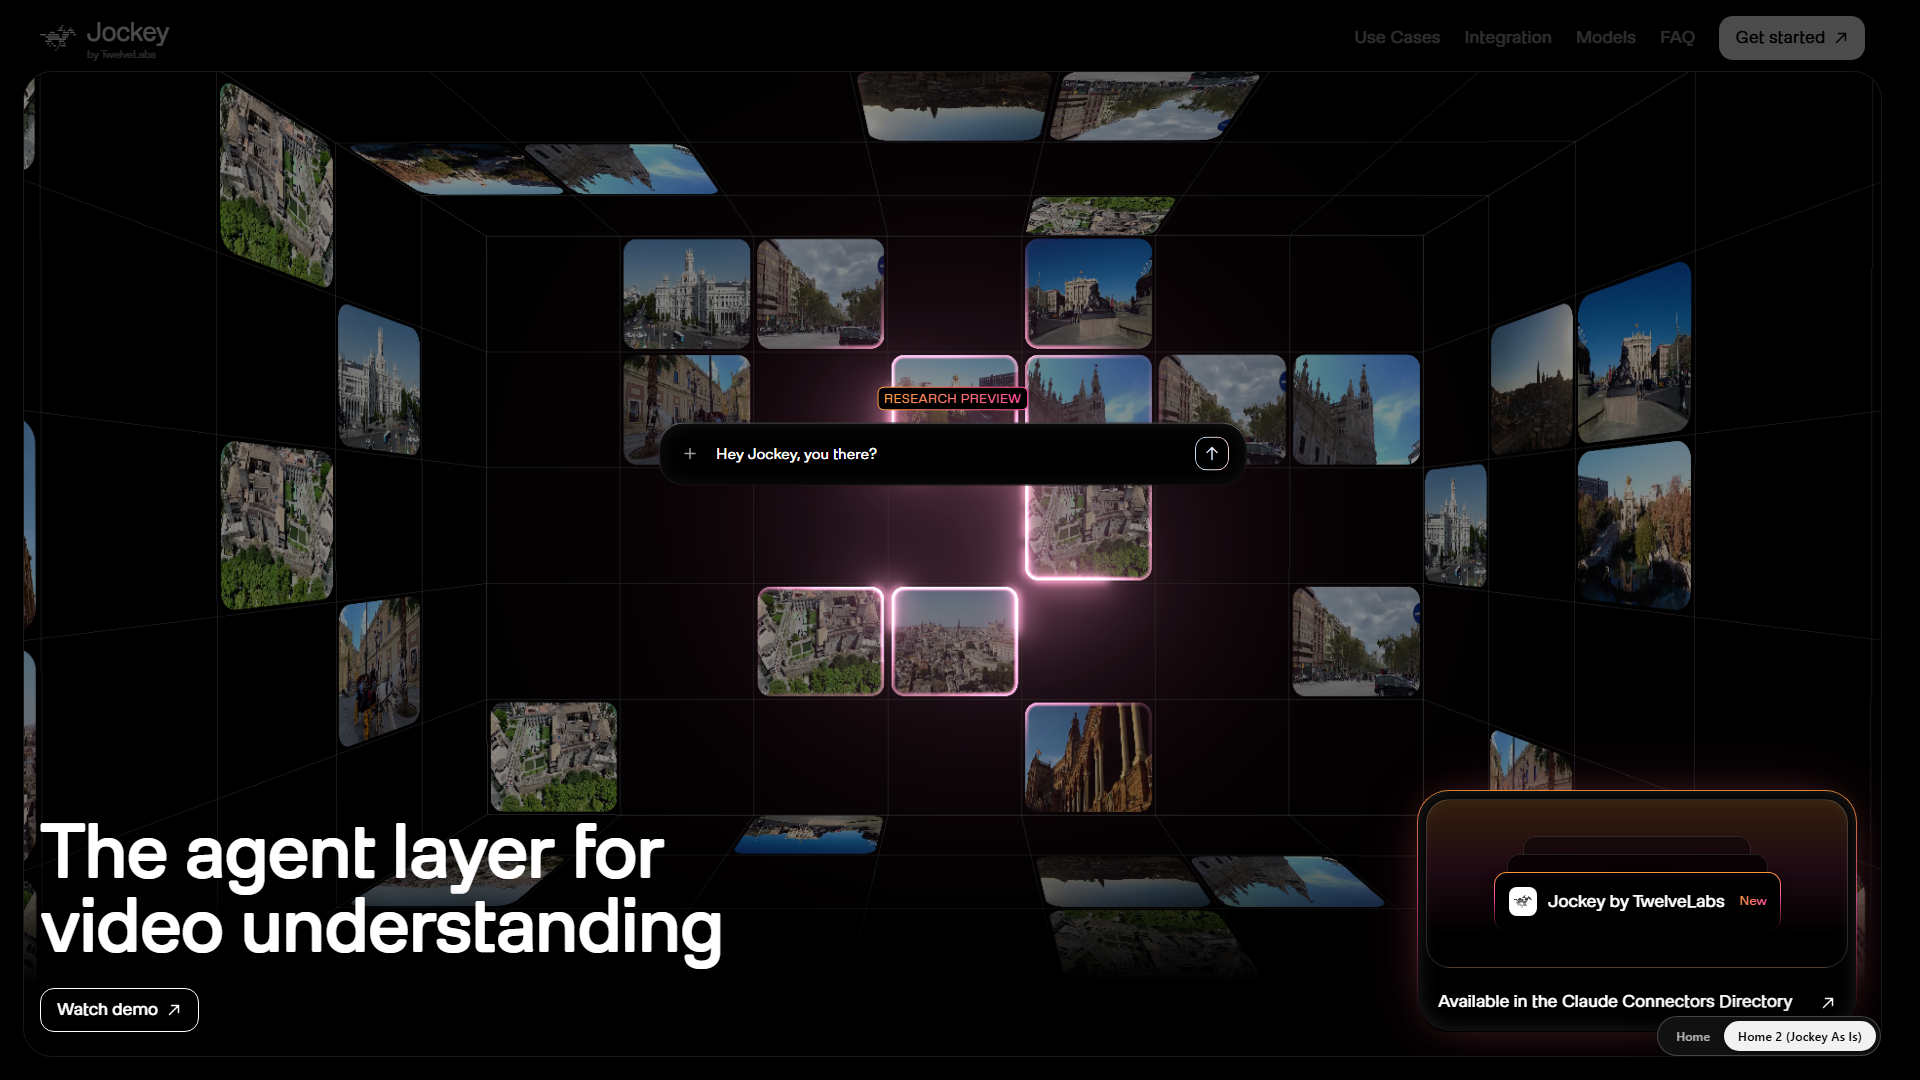 Jockey
by TwelveLabs
Use Cases
Integration
Models
FAQ
Get started
RESEARCH PREVIEW
Hey Jockey, you there?
The agent layer for
video understanding
Watch demo
Jockey by TwelveLabs New
Available in the Claude Connectors Directory
Home
Home 2 (Jockey As Is)